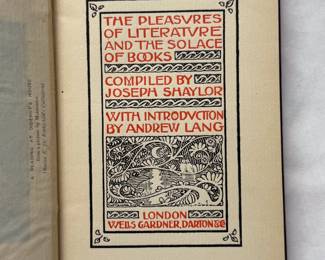 THE PLEASVRES
OF LITERATURE
AND THE SOLACE
OF BOOKS
COMPILED BY
JOSEPH SHAYLOR
WITH INTRODVCTION
BY ANDREW LANG
LONDON
WELLS GARDNER, DARTON & Co